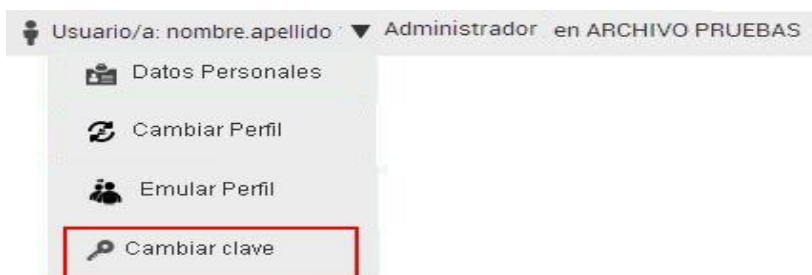 Usuario/a: nombre.apellido ▼ Administrador en ARCHIVO PRUEBAS
Datos Personales
Cambiar Perfil
Emular Perfil
Cambiar clave